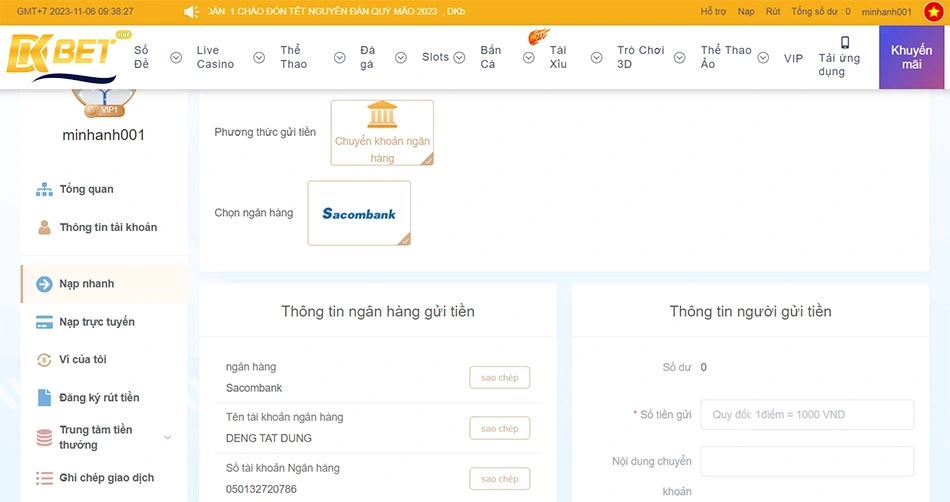 GMT+7 2023-11-06 09:38:27
DẦN 1 CHÀO ĐÓN TẾT NGUYÊN ĐÁN QUÝ MÃO 2023 , DKb
Hỗ trợ Nạp Rút Tổng số dư : 0 minhanh001
DKBET
Số Đề
Live Casino
Thể Thao
Đá gà
Slots
Bắn Cá
HOT
Tài Xỉu
Trò Chơi 3D
Thể Thao Ảo
VIP
Tải ứng dụng
Khuyến mãi
VIP1
minhanh001
Tổng quan
Thông tin tài khoản
Nạp nhanh
Nạp trực tuyến
Ví của tôi
Đăng ký rút tiền
Trung tâm tiền
thưởng
Ghi chép giao dịch
Phương thức gửi tiền
Chuyển khoản ngân
hàng
Chọn ngân hàng
Sacombank
Thông tin ngân hàng gửi tiền
ngân hàng
Sacombank
sao chép
Tên tài khoản ngân hàng
DENG TAT DUNG
sao chép
Số tài khoản Ngân hàng
050132720786
sao chép
Thông tin người gửi tiền
Số dư 0
* Số tiền gửi Quy đổi: 1điểm = 1000 VND
Nội dung chuyển
khoản